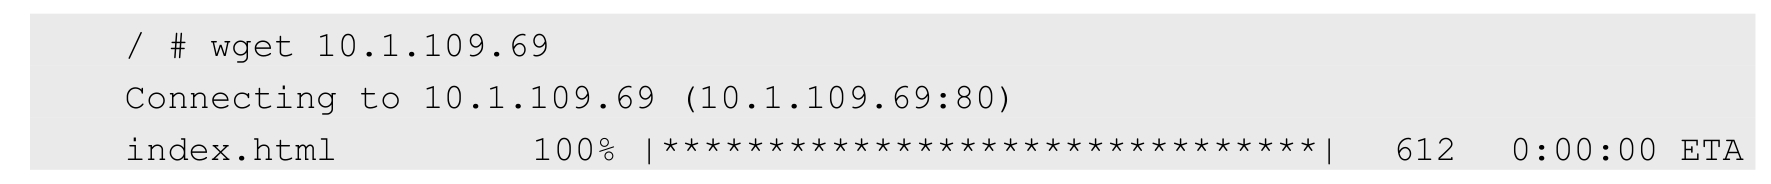 / # wget 10.1.109.69
Connecting to 10.1.109.69 (10.1.109.69:80)
index.html 100% |*******************************| 612 0:00:00 ETA